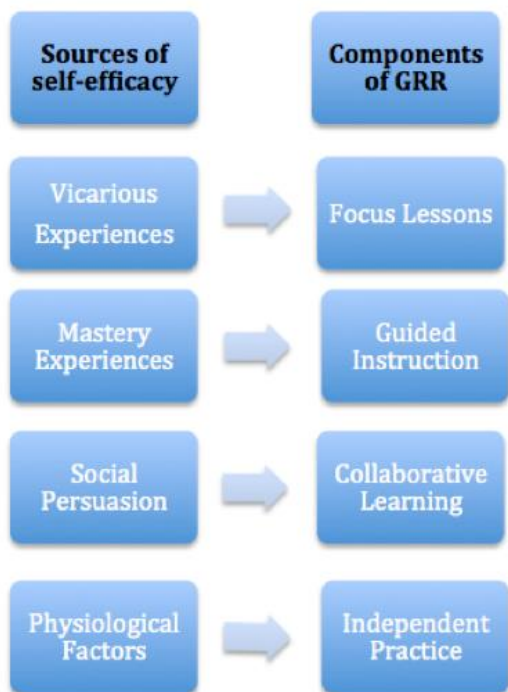 Sources of
self-efficacy
Components
of GRR
Vicarious
Experiences
Focus Lessons
Mastery
Experiences
Guided
Instruction
Social
Persuasion
Collaborative
Learning
Physiological
Factors
Independent
Practice